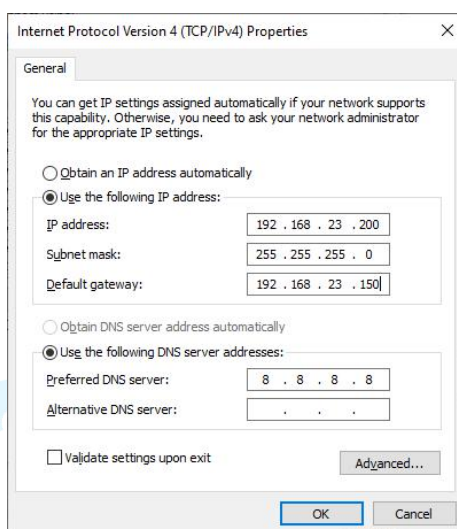 Internet Protocol Version 4 (TCP/IPv4) Properties
General
You can get IP settings assigned automatically if your network supports
this capability. Otherwise, you need to ask your network administrator
for the appropriate IP settings.
Obtain an IP address automatically
Use the following IP address:
IP address: 192 . 168 . 23 . 200
Subnet mask: 255 . 255 . 255 . 0
Default gateway: 192 . 168 . 23 . 150
Obtain DNS server address automatically
Use the following DNS server addresses:
Preferred DNS server: 8 . 8 . 8 . 8
Alternative DNS server: . . .
Validate settings upon exit
Advanced...
OK Cancel